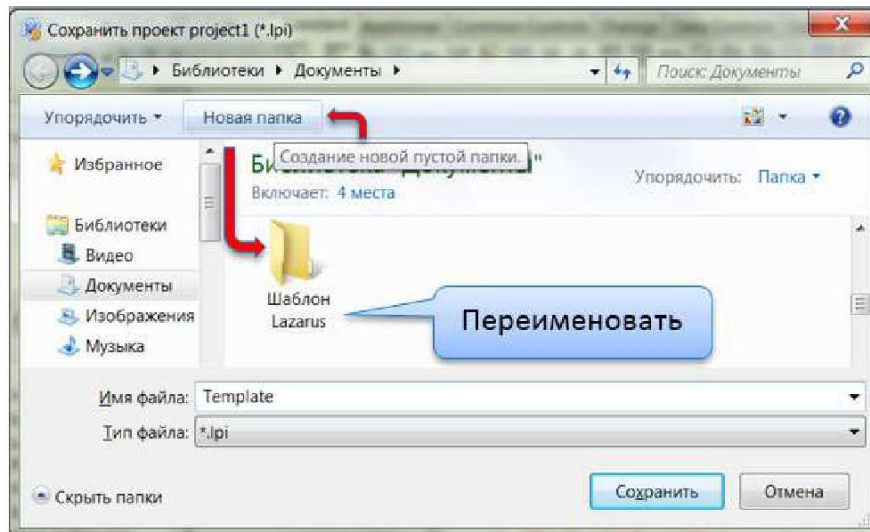 Сохранить проект project1 (*.lpi)
Библиотеки Документы
Поиск: Документы
Упорядочить
Новая папка
Избранное
Создание новой пустой папки.
Включает: 4 места
Упорядочить: Папка
Библиотеки
Видео
Документы
Изображения
Музыка
Шаблон
Lazarus
Переименовать
Имя файла: Template
Тип файла: *.lpi
Скрыть папки
Сохранить
Отмена